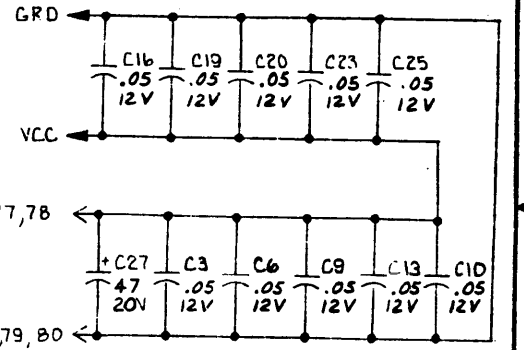 GRD
C16 C19 C20 C23 C25
.05 .05 .05 .05 .05
12V 12V 12V 12V 12V
VCC
77,78
+ C27 C3 C6 C9 C13 C10
47 .05 .05 .05 .05 .05
20V 12V 12V 12V 12V 12V
79,80